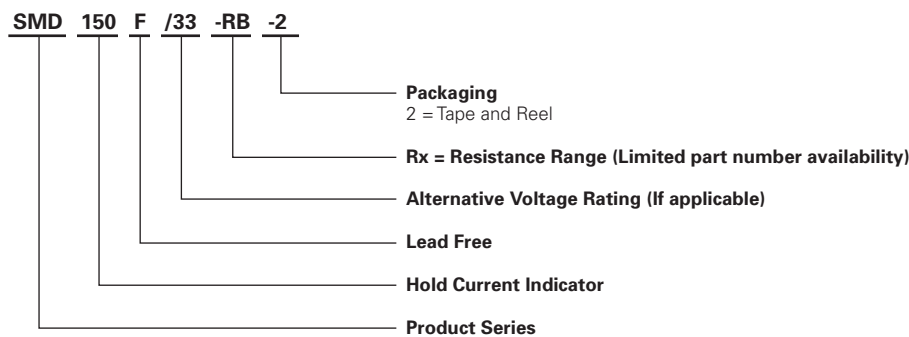 SMD 150 F /33 -RB -2
Packaging
2 = Tape and Reel
Rx = Resistance Range (Limited part number availability)
Alternative Voltage Rating (If applicable)
Lead Free
Hold Current Indicator
Product Series